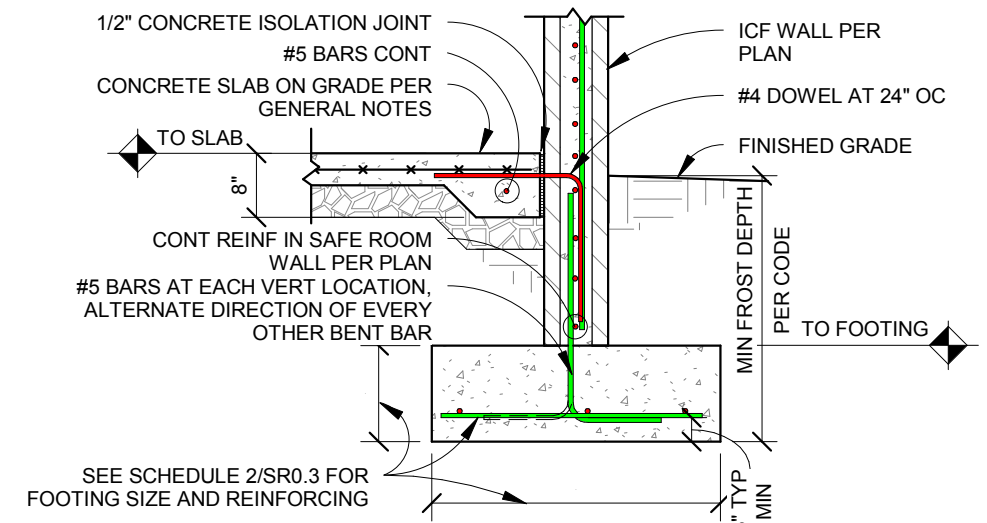 1/2" CONCRETE ISOLATION JOINT
#5 BARS CONT
CONCRETE SLAB ON GRADE PER
GENERAL NOTES
TO SLAB
8"
ICF WALL PER
PLAN
#4 DOWEL AT 24" OC
FINISHED GRADE
CONT REINF IN SAFE ROOM
WALL PER PLAN
#5 BARS AT EACH VERT LOCATION,
ALTERNATE DIRECTION OF EVERY
OTHER BENT BAR
MIN FROST DEPTH
PER CODE
TO FOOTING
SEE SCHEDULE 2/SR0.3 FOR
FOOTING SIZE AND REINFORCING
" TYP
MIN